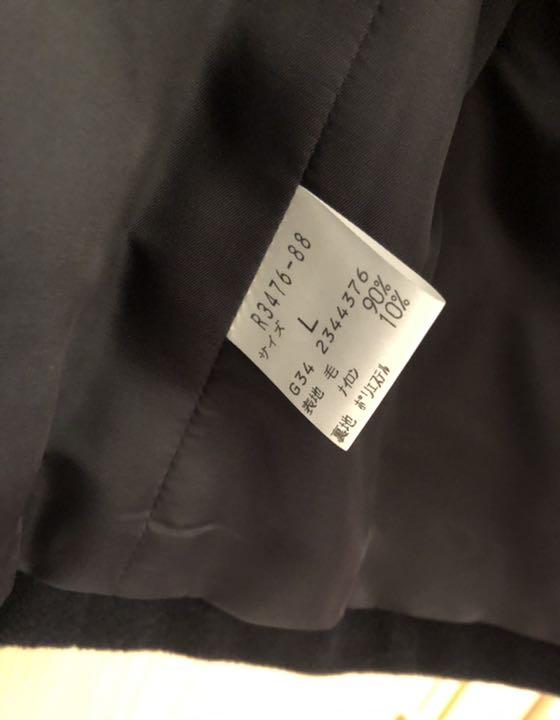 R3476-88
サイズ L
G34 2344376
表地 毛 90%
ナイロン 10%
裏地 ポリエステル